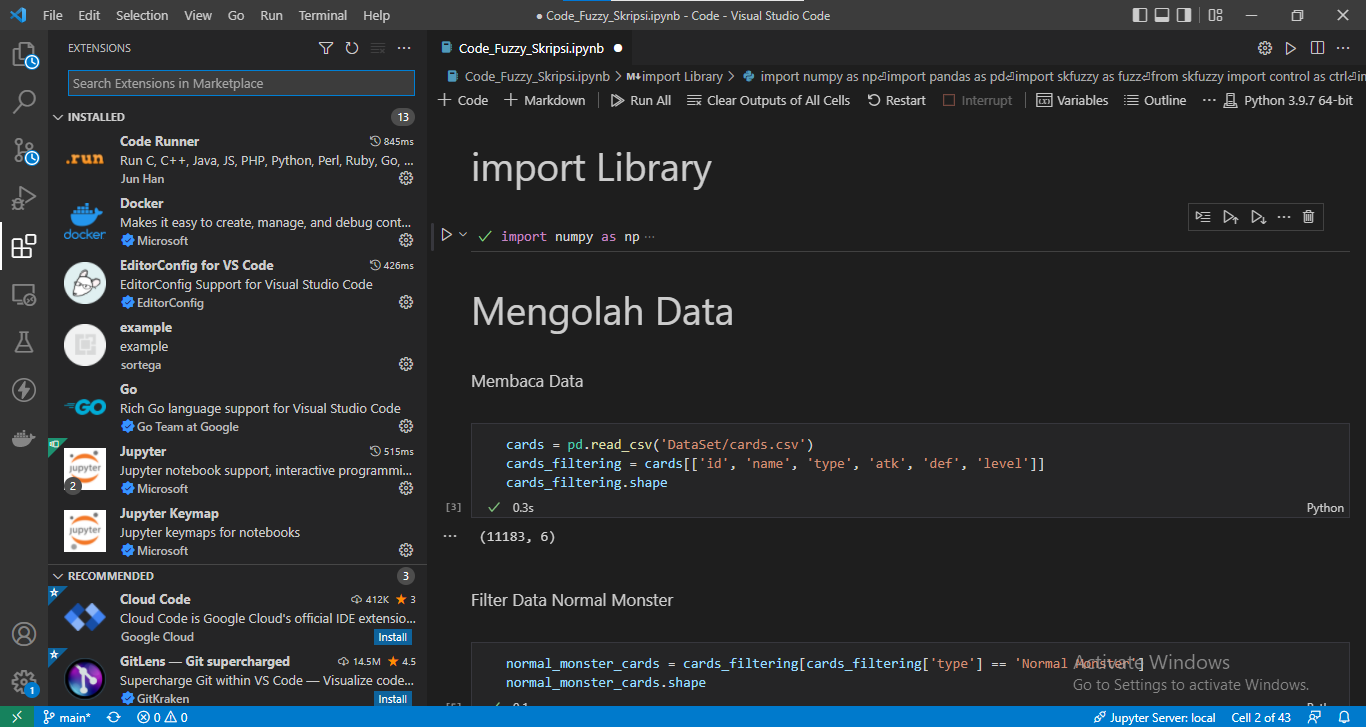 File Edit Selection View Go Run Terminal Help
● Code_Fuzzy_Skripsi.ipynb - Code - Visual Studio Code
EXTENSIONS
Search Extensions in Marketplace
INSTALLED 13
Code Runner 845ms
.run
Run C, C++, Java, JS, PHP, Python, Perl, Ruby, Go, ...
Jun Han
Docker
docker
Makes it easy to create, manage, and debug cont...
Microsoft
EditorConfig for VS Code 426ms
EditorConfig Support for Visual Studio Code
EditorConfig
example
example
sortega
Go
GO
Rich Go language support for Visual Studio Code
Go Team at Google
Jupyter 515ms
jupyter
2
Jupyter notebook support, interactive programmi...
Microsoft
Jupyter Keymap
jupyter
Jupyter keymaps for notebooks
Microsoft
RECOMMENDED 3
Cloud Code 412K ★ 3
Cloud Code is Google Cloud's official IDE extensio...
Google Cloud Install
GitLens — Git supercharged 14.5M ★ 4.5
Supercharge Git within VS Code — Visualize code...
GitKraken Install
1
Code_Fuzzy_Skripsi.ipynb ●
Code_Fuzzy_Skripsi.ipynb > M↓import Library > import numpy as np⏎import pandas as pd⏎import skfuzzy as fuzz⏎from skfuzzy import control as ctrl⏎im
+ Code + Markdown Run All Clear Outputs of All Cells Restart Interrupt Variables Outline ... Python 3.9.7 64-bit
import Library
import numpy as np ...
Mengolah Data
Membaca Data
cards = pd.read_csv('DataSet/cards.csv')
cards_filtering = cards[['id', 'name', 'type', 'atk', 'def', 'level']]
cards_filtering.shape
[3] ✓ 0.3s Python
... (11183, 6)
Filter Data Normal Monster
normal_monster_cards = cards_filtering[cards_filtering['type'] == 'Normal Monster']
normal_monster_cards.shape
Activate Windows
Go to Settings to activate Windows.
main* 0 0
Jupyter Server: local Cell 2 of 43